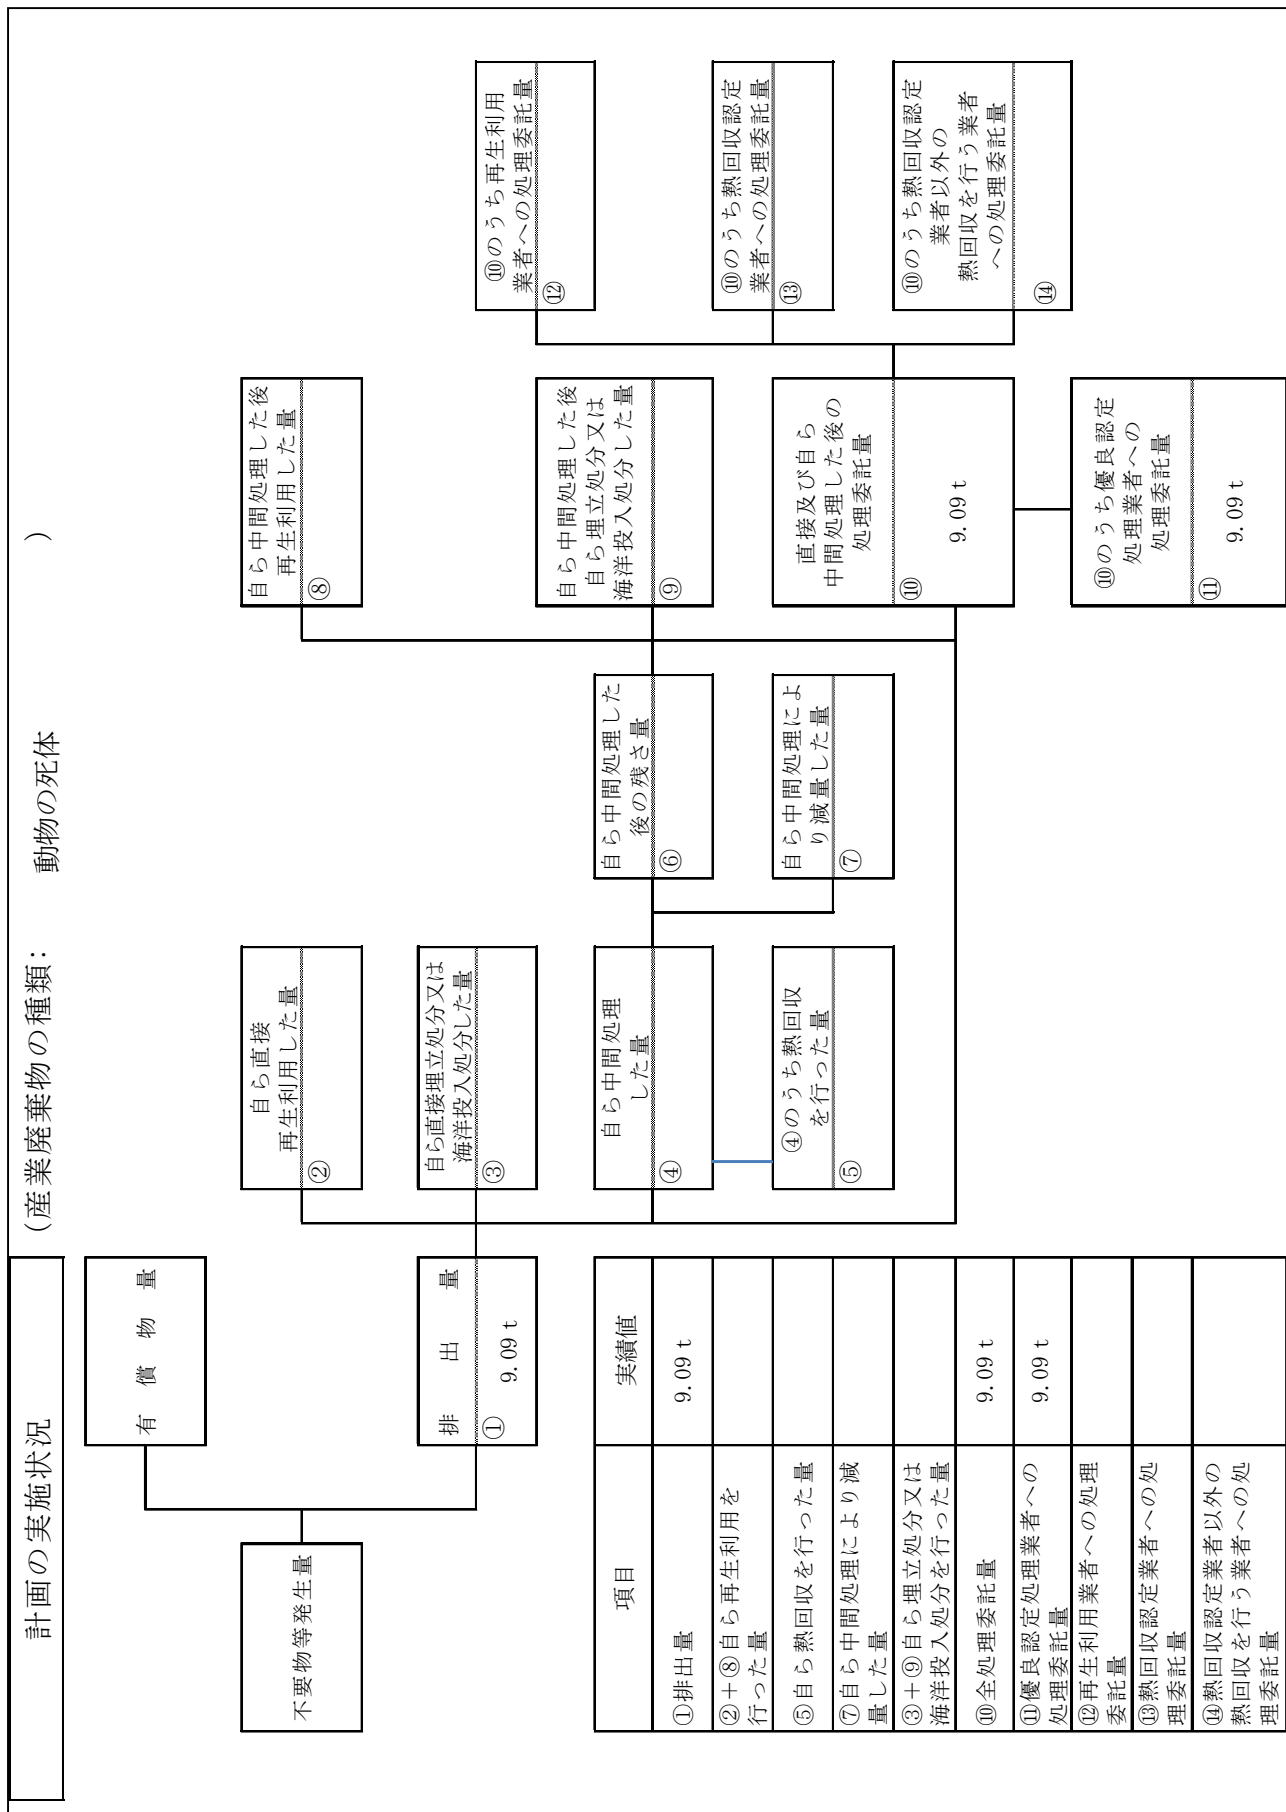 計画の実施状況
(産業廃棄物の種類: 動物の死体 )
不要物等発生量
有償物量
排出量
①
9.09 t
自ら直接
再生利用した量
②
自ら直接埋立処分又は
海洋投入処分した量
③
自ら中間処理
した量
④
④のうち熱回収
を行った量
⑤
自ら中間処理した
後の残さ量
⑥
自ら中間処理によ
り減量した量
⑦
自ら中間処理した後
再生利用した量
⑧
自ら中間処理した後
自ら埋立処分又は
海洋投入処分した量
⑨
直接及び自ら
中間処理した後の
処理委託量
⑩
9.09 t
⑩のうち優良認定
処理業者への
処理委託量
⑪
9.09 t
⑩のうち再生利用
業者への処理委託量
⑫
⑩のうち熱回収認定
業者への処理委託量
⑬
⑩のうち熱回収認定
業者以外の
熱回収を行う業者
への処理委託量
⑭
項目 実績値
①排出量 9.09 t
②+⑧自ら再生利用を
行った量
⑤自ら熱回収を行った量
⑦自ら中間処理により減
量した量
③+⑨自ら埋立処分又は
海洋投入処分を行った量
⑩全処理委託量 9.09 t
⑪優良認定処理業者への
処理委託量 9.09 t
⑫再生利用業者への処理
委託量
⑬熱回収認定業者への処
理委託量
⑭熱回収認定業者以外の
熱回収を行う業者への処
理委託量